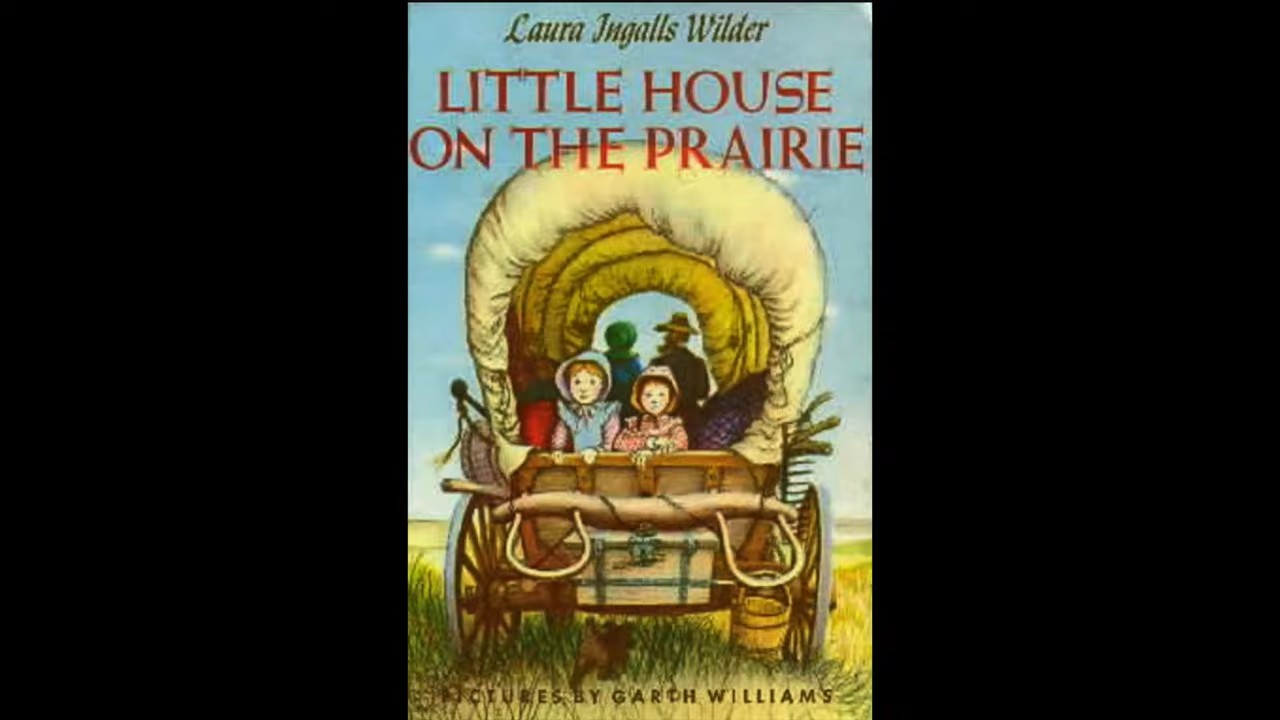 Laura Ingalls Wilder
LITTLE HOUSE
ON THE PRAIRIE
PICTURES BY GARTH WILLIAMS